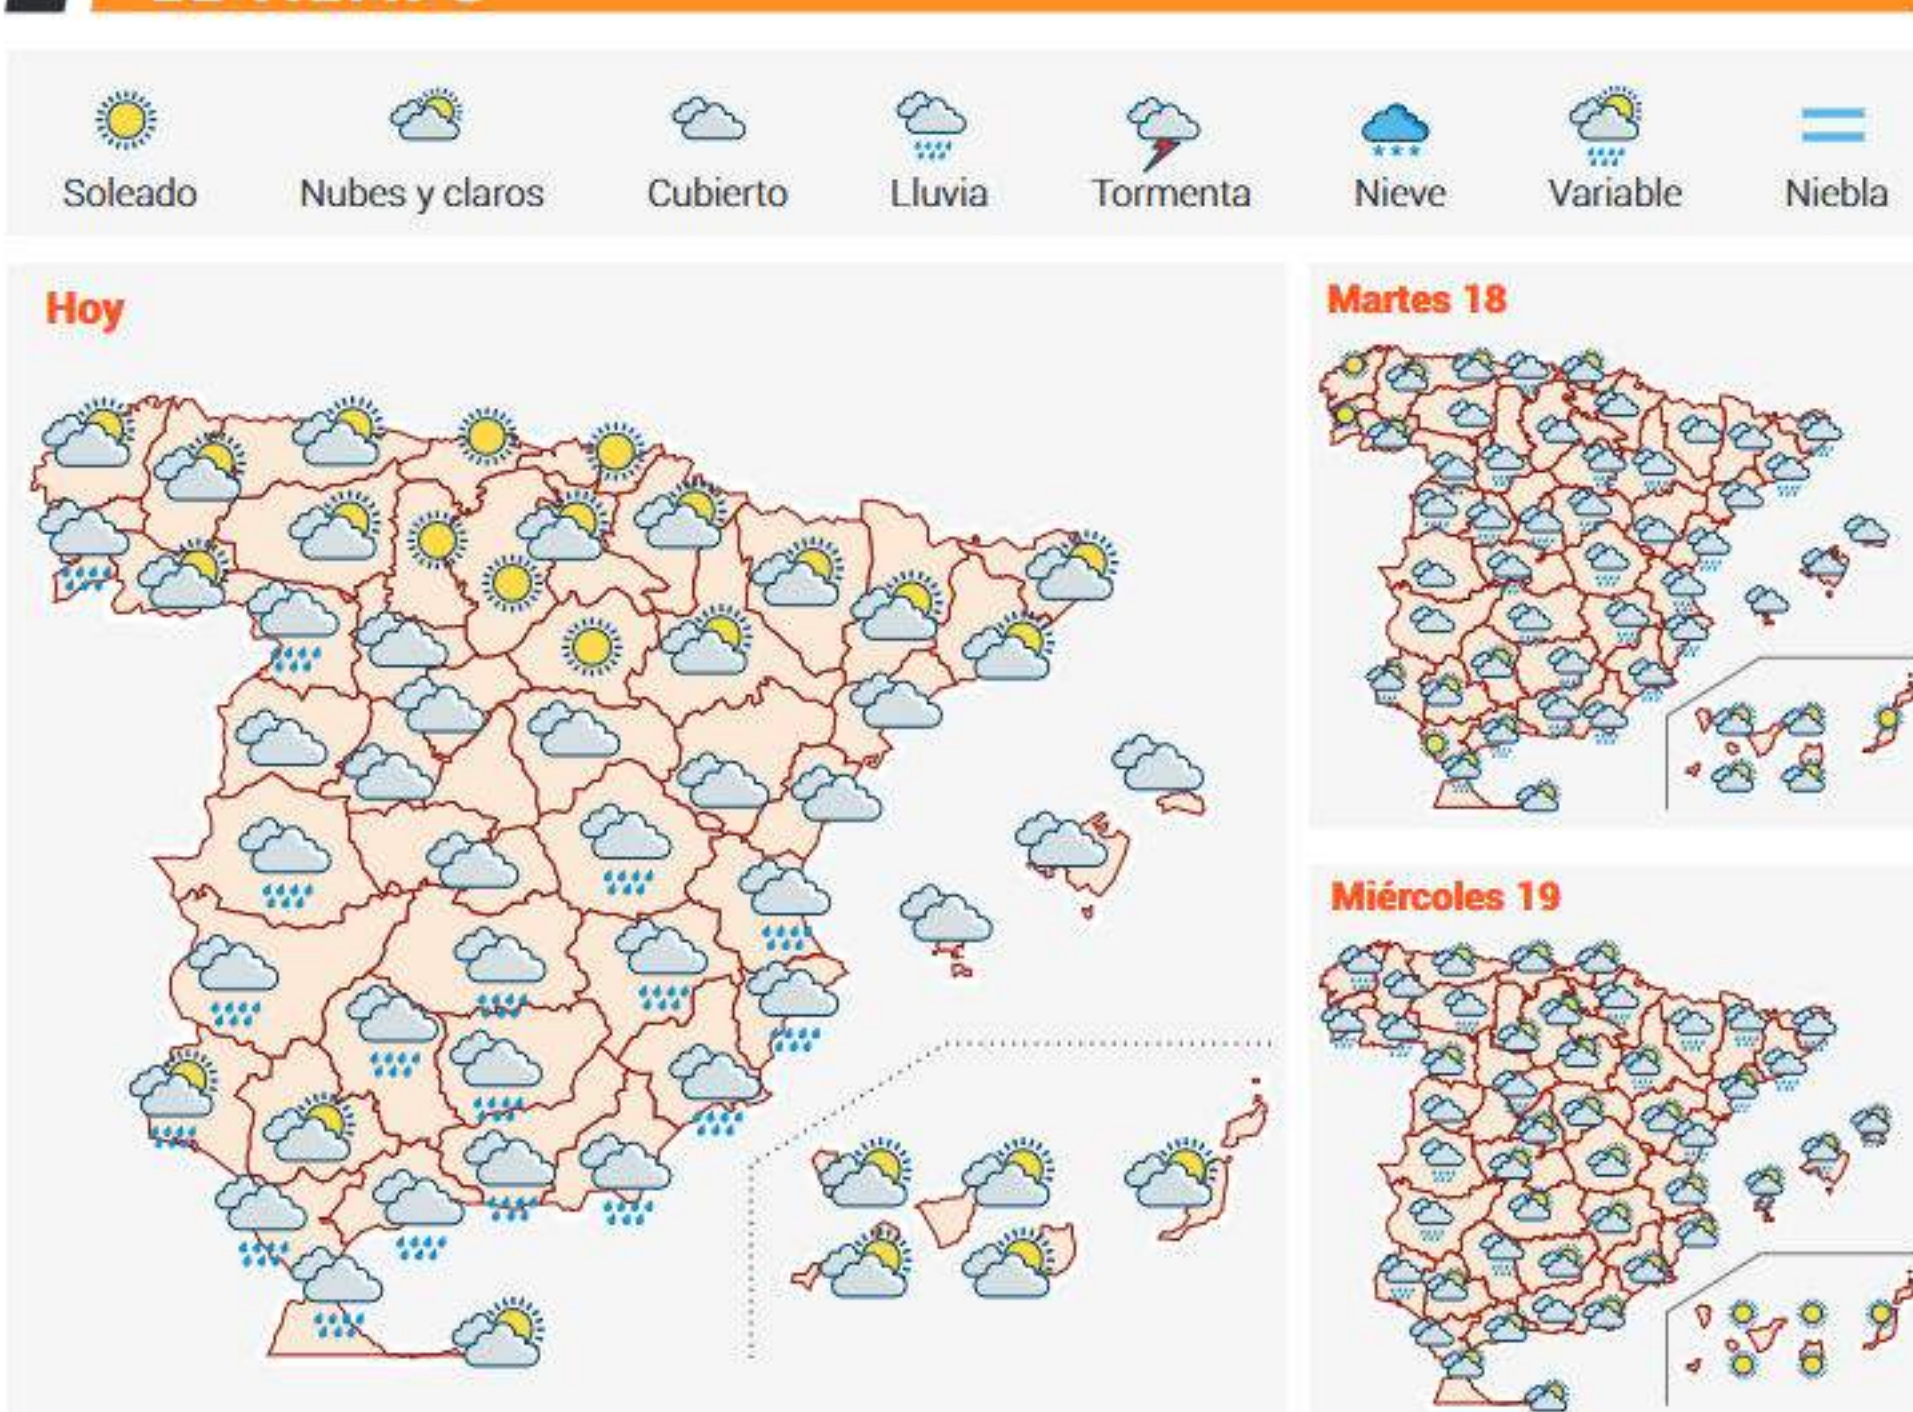 Soleado
Nubes y claros
Cubierto
Lluvia
Tormenta
Nieve
Variable
Niebla
Hoy
Martes 18
Miércoles 19